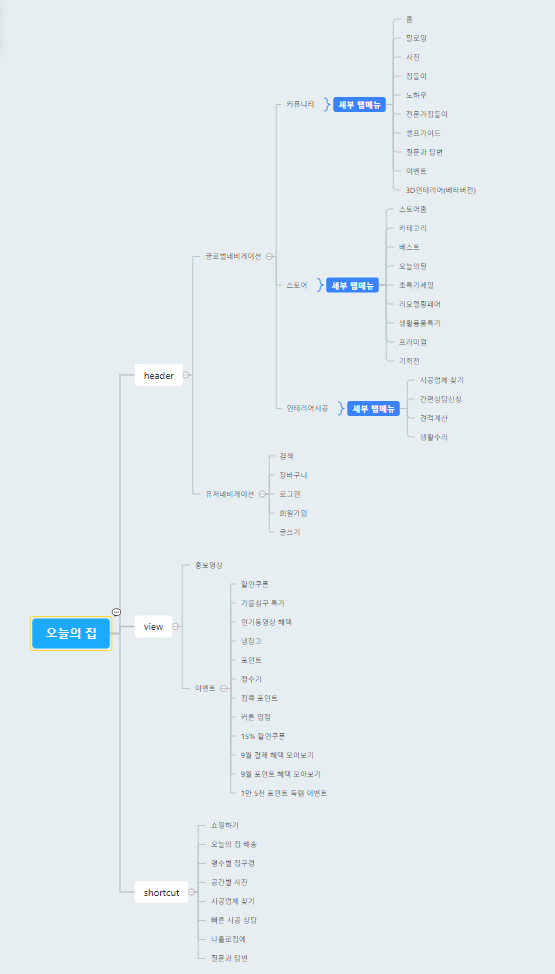 오늘의 집
header
글로벌네비게이션
커뮤니티
세부 탭메뉴
홈
팔로잉
사진
집들이
노하우
전문가집들이
셀프가이드
질문과 답변
이벤트
3D인테리어(베타버전)
스토어
세부 탭메뉴
스토어홈
카테고리
베스트
오늘의딜
초특가세일
리모델링페어
생활용품특가
프리미엄
기획전
인테리어시공
세부 탭메뉴
시공업체 찾기
간편상담신청
견적계산
생활수리
유저네비게이션
검색
장바구니
로그인
회원가입
글쓰기
view
홍보영상
이벤트
할인쿠폰
가을침구 특가
인기동영상 혜택
냉장고
포인트
정수기
집콕 포인트
커튼 밍점
15% 할인쿠폰
9월 결제 혜택 모아보기
9월 포인트 혜택 모아보기
1만 5천 포인트 득템 이벤트
shortcut
쇼핑하기
오늘의 집 배송
평수별 집구경
공간별 사진
시공업체 찾기
빠른 시공 상담
나홀로집에
질문과 답변